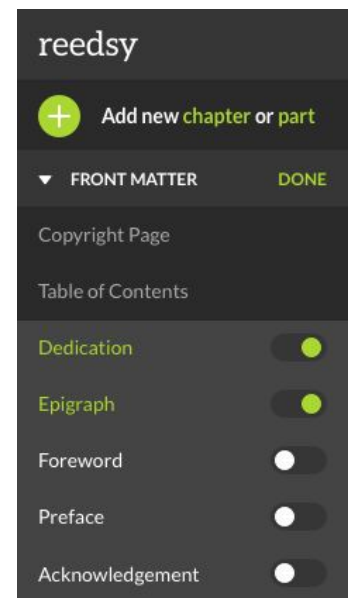 reedsy
Add new chapter or part
FRONT MATTER DONE
Copyright Page
Table of Contents
Dedication
Epigraph
Foreword
Preface
Acknowledgement